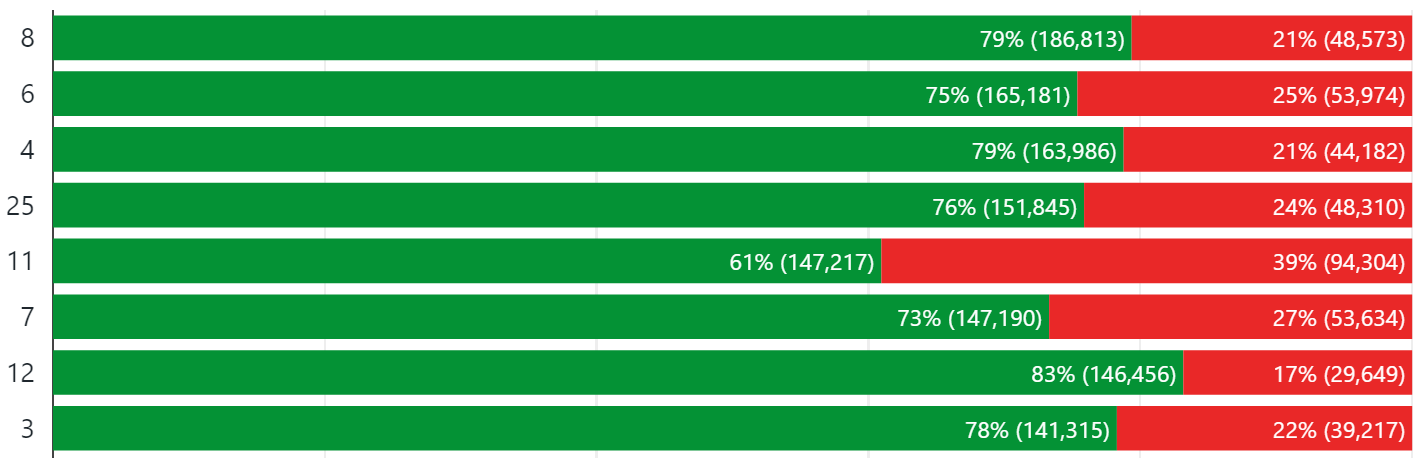 8 79% (186,813) 21% (48,573)
6 75% (165,181) 25% (53,974)
4 79% (163,986) 21% (44,182)
25 76% (151,845) 24% (48,310)
11 61% (147,217) 39% (94,304)
7 73% (147,190) 27% (53,634)
12 83% (146,456) 17% (29,649)
3 78% (141,315) 22% (39,217)